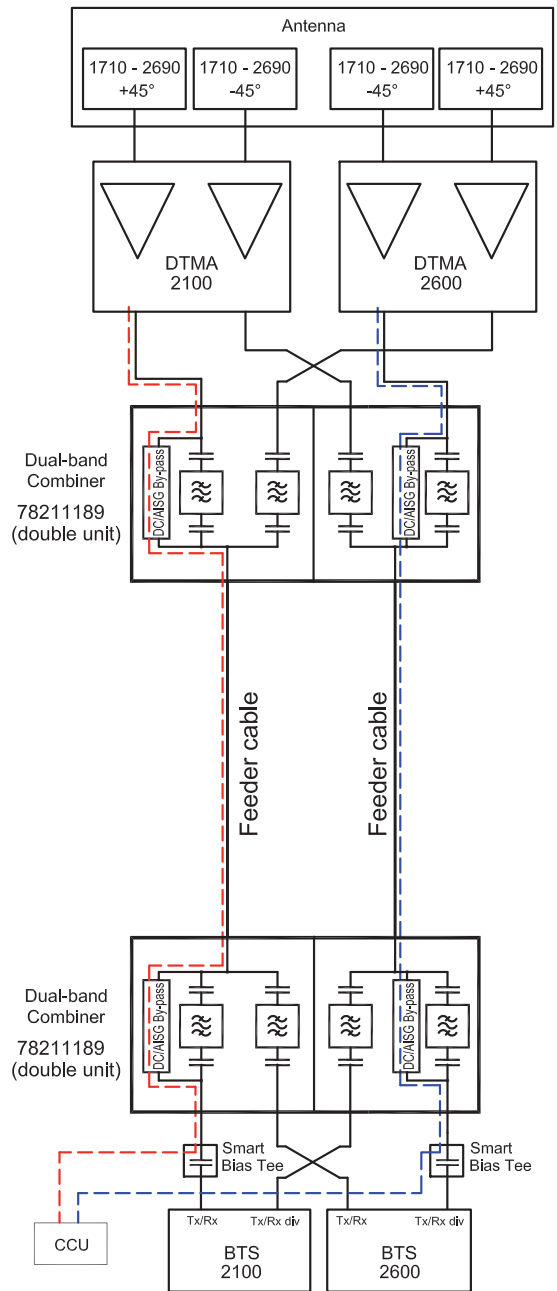 Antenna
1710 - 2690
+45°
1710 - 2690
-45°
1710 - 2690
-45°
1710 - 2690
+45°
DTMA
2100
DTMA
2600
Dual-band
Combiner
78211189
(double unit)
DC/AISG By-pass
DC/AISG By-pass
Feeder cable
Feeder cable
Dual-band
Combiner
78211189
(double unit)
DC/AISG By-pass
DC/AISG By-pass
Smart
Bias Tee
Smart
Bias Tee
CCU
Tx/Rx
Tx/Rx div
BTS
2100
Tx/Rx
Tx/Rx div
BTS
2600